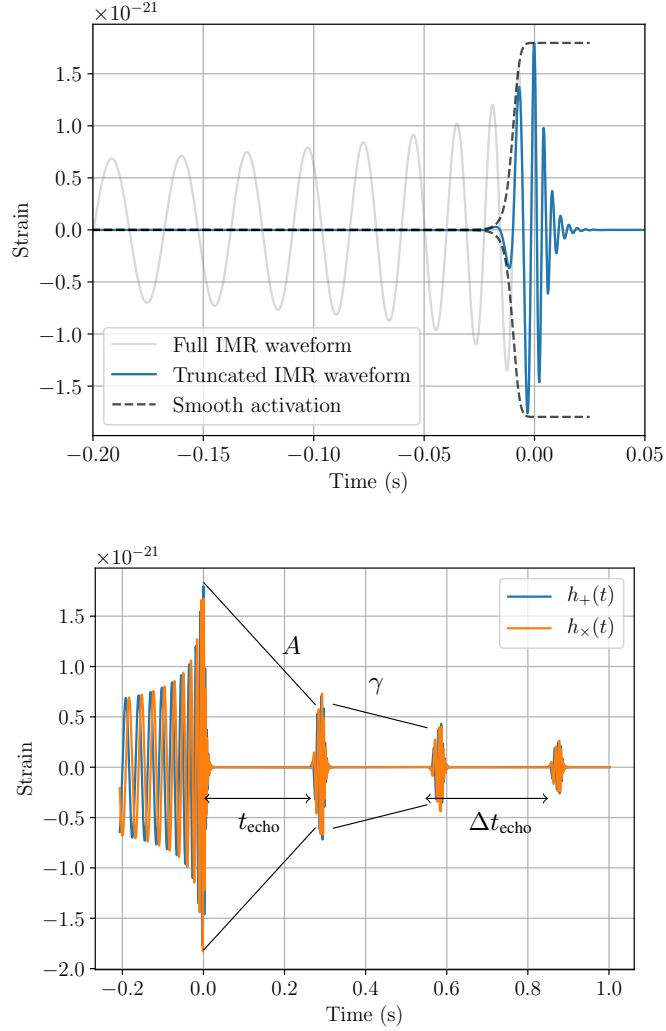 ×10−21
1.5
1.0
0.5
0.0
−0.5
−1.0
−1.5
Strain
Full IMR waveform
Truncated IMR waveform
Smooth activation
−0.20 −0.15 −0.10 −0.05 0.00 0.05
Time (s)
×10−21
1.5
1.0
0.5
0.0
−0.5
−1.0
−1.5
−2.0
Strain
h+(t)
h×(t)
A
γ
techo
Δtecho
−0.2 0.0 0.2 0.4 0.6 0.8 1.0
Time (s)